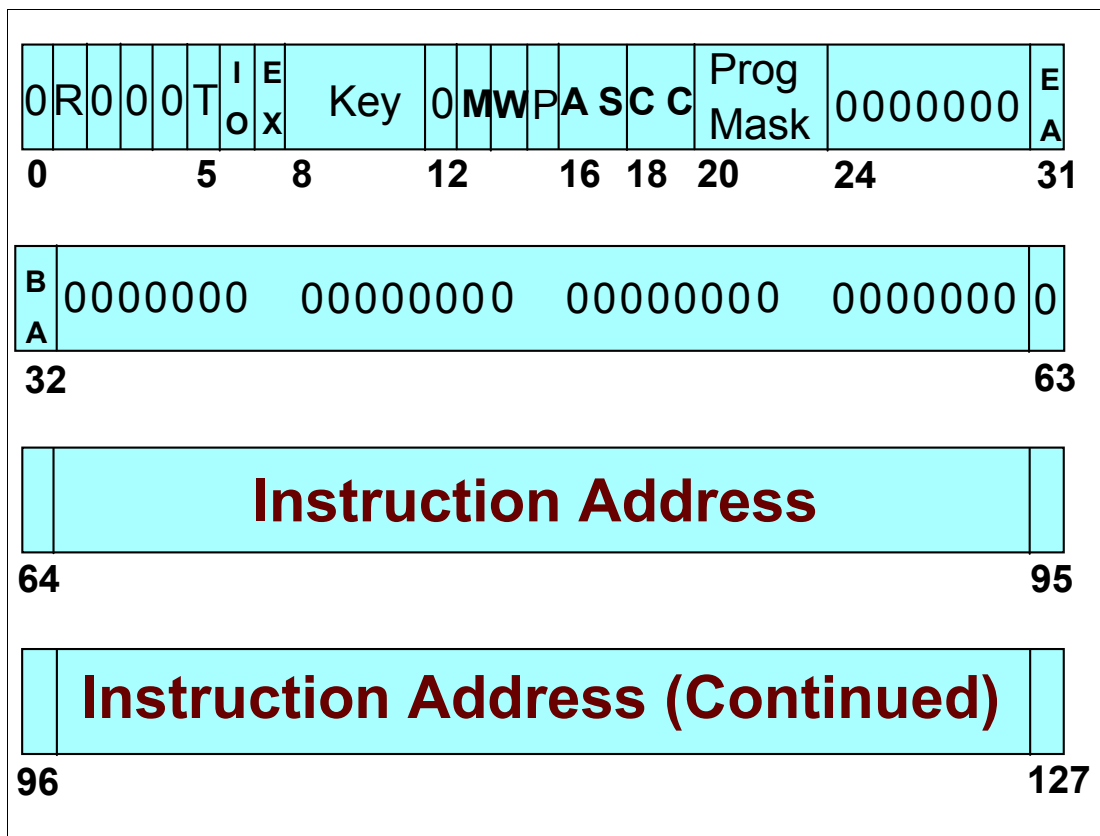 0 R 0 0 0 T I O E X Key 0 M W P A S C C Prog Mask 0000000 E A
0 5 8 12 16 18 20 24 31
B A 0000000 00000000 00000000 0000000 0
32 63
Instruction Address
64 95
Instruction Address (Continued)
96 127